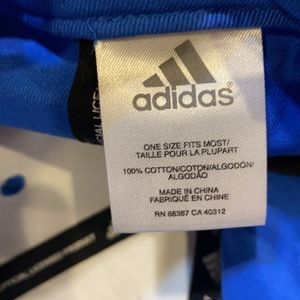 adidas
ONE SIZE FITS MOST/
TAILLE POUR LA PLUPART
100% COTTON/COTON/ALGODÓN/
ALGODÃO
MADE IN CHINA
FABRIQUÉ EN CHINE
RN 88387 CA 40312